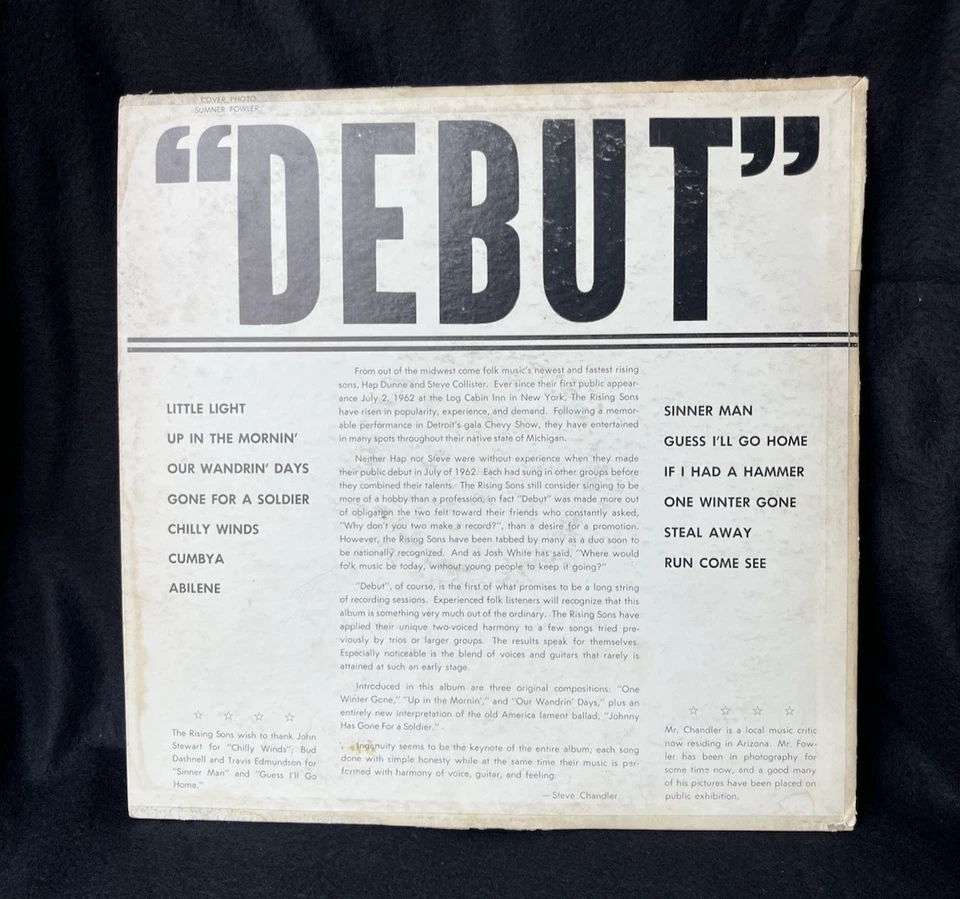 COVER PHOTO
SUMNER FOWLER
“DEBUT”
LITTLE LIGHT
UP IN THE MORNIN’
OUR WANDRIN’ DAYS
GONE FOR A SOLDIER
CHILLY WINDS
CUMBYA
ABILENE
☆ ☆ ☆ ☆
The Rising Sons wish to thank John
Stewart for “Chilly Winds”; Bud
Dashnell and Travis Edmundson for
“Sinner Man” and “Guess I’ll Go
Home.”
From out of the midwest come folk music’s newest and fastest rising
sons, Hap Dunne and Steve Collister. Ever since their first public appear-
ance July 2, 1962 at the Log Cabin Inn in New York, The Rising Sons
have risen in popularity, experience, and demand. Following a memor-
able performance in Detroit’s gala Chevy Show, they have entertained
in many spots throughout their native state of Michigan.
Neither Hap nor Steve were without experience when they made
their public debut in July of 1962. Each had sung in other groups before
they combined their talents. The Rising Sons still consider singing to be
more of a hobby than a profession, in fact “Debut” was made more out
of obligation the two felt toward their friends who constantly asked,
“Why don’t you two make a record?”, than a desire for a promotion.
However, the Rising Sons have been tabbed by many as a duo soon to
be nationally recognized. And as Josh White has said, “Where would
folk music be today, without young people to keep it going?”
“Debut”, of course, is the first of what promises to be a long string
of recording sessions. Experienced folk listeners will recognize that this
album is something very much out of the ordinary. The Rising Sons have
applied their unique two-voiced harmony to a few songs tried pre-
viously by trios or larger groups. The results speak for themselves.
Especially noticeable is the blend of voices and guitars that rarely is
attained at such an early stage.
Introduced in this album are three original compositions: “One
Winter Gone,” “Up in the Mornin’,” and “Our Wandrin’ Days,” plus an
entirely new interpretation of the old America lament ballad, “Johnny
Has Gone For a Soldier.”
Ingenuity seems to be the keynote of the entire album; each song
done with simple honesty while at the same time their music is per-
formed with harmony of voice, guitar, and feeling.
— Steve Chandler
SINNER MAN
GUESS I’LL GO HOME
IF I HAD A HAMMER
ONE WINTER GONE
STEAL AWAY
RUN COME SEE
☆ ☆ ☆ ☆
Mr. Chandler is a local music critic
now residing in Arizona. Mr. Fow-
ler has been in photography for
some time now, and a good many
of his pictures have been placed on
public exhibition.